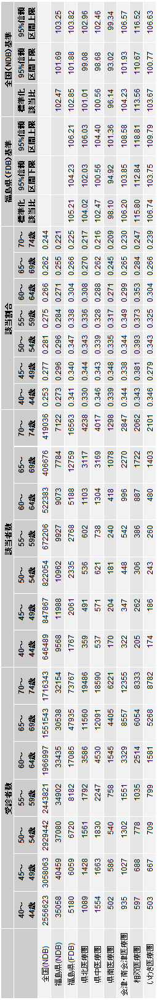 受診者数 該当者数 該当割合 福島県(FDB)基準 全国(NDB)基準
40～44歳 45～49歳 50～54歳 55～59歳 60～64歳 65～69歳 70～74歳 40～44歳 45～49歳 50～54歳 55～59歳 60～64歳 65～69歳 70～74歳 40～44歳 45～49歳 50～54歳 55～59歳 60～64歳 65～69歳 70～74歳 標準化該当比 95%信頼区間下限 95%信頼区間上限 標準化該当比 95%信頼区間下限 95%信頼区間上限
全国(NDB) 2556623 3058063 2929442 2443821 1966997 1551543 1716343 646489 847867 822054 672206 522383 406676 419036 0.253 0.277 0.281 0.275 0.266 0.262 0.244
福島県(NDB) 35058 40459 37080 34902 33435 30538 32154 9568 11988 10962 9927 9073 7784 7122 0.273 0.296 0.296 0.284 0.271 0.255 0.221 102.47 101.69 103.25
福島県(FDB) 5180 6059 6720 8182 17085 47935 73767 1767 2061 2335 2768 5188 12759 16563 0.341 0.340 0.347 0.338 0.304 0.266 0.225 105.21 104.23 106.21 102.85 101.88 103.82
県北医療圏 1089 1428 1561 1792 3586 11560 19486 359 491 536 602 1103 3117 4238 0.330 0.344 0.343 0.336 0.308 0.270 0.217 104.02 102.03 106.03 101.01 99.08 102.96
県中医療圏 1554 1663 1830 2247 4530 12091 18590 537 571 621 738 1304 3169 4017 0.346 0.343 0.339 0.328 0.288 0.262 0.216 102.47 100.56 104.40 100.56 98.68 102.46
県南医療圏 502 586 540 758 1545 4405 6221 170 204 181 240 418 1078 1298 0.339 0.348 0.335 0.317 0.271 0.245 0.209 98.10 94.92 101.36 96.14 93.02 99.34
会津・南会津医療圏 935 1027 1302 1551 3329 8557 12355 322 347 448 542 996 2270 2847 0.344 0.338 0.344 0.349 0.299 0.265 0.230 106.20 103.85 108.58 104.23 101.93 106.57
相双医療圏 597 688 778 1035 2514 6054 8333 205 262 306 386 887 1722 2062 0.343 0.381 0.393 0.373 0.353 0.284 0.247 115.80 112.84 118.81 113.56 110.67 116.52
いわき医療圏 503 667 709 799 1581 5268 8782 174 186 243 260 480 1403 2101 0.346 0.279 0.343 0.325 0.304 0.266 0.239 106.74 103.75 109.79 103.67 100.77 106.63